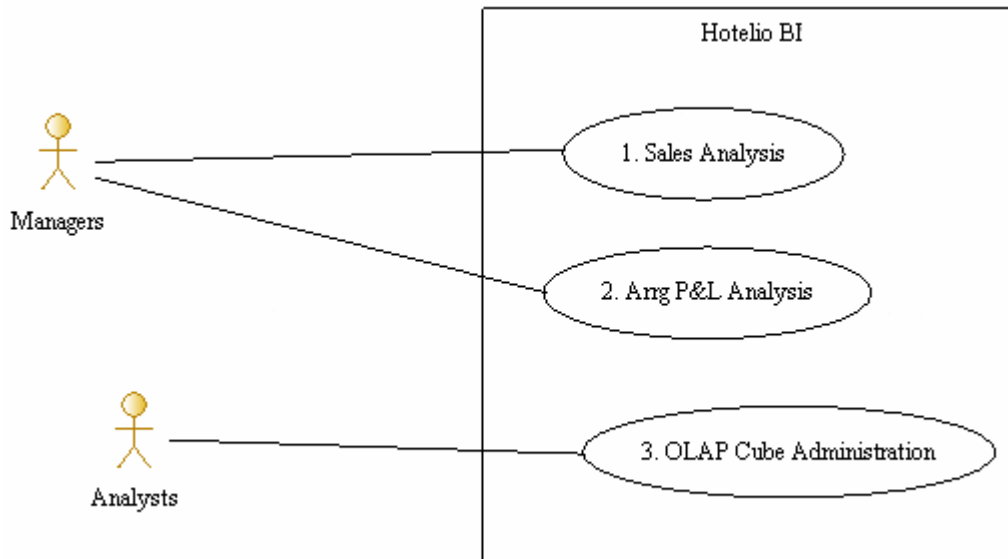 Hotelio BI
1. Sales Analysis
Managers
2. Arrg P&L Analysis
3. OLAP Cube Administration
Analysts